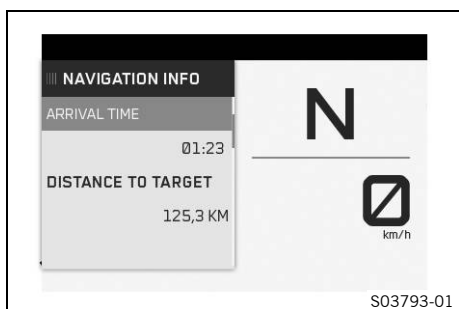 NAVIGATION INFO
ARRIVAL TIME
01:23
DISTANCE TO TARGET
125,3 KM
N
0
km/h
S03793-01